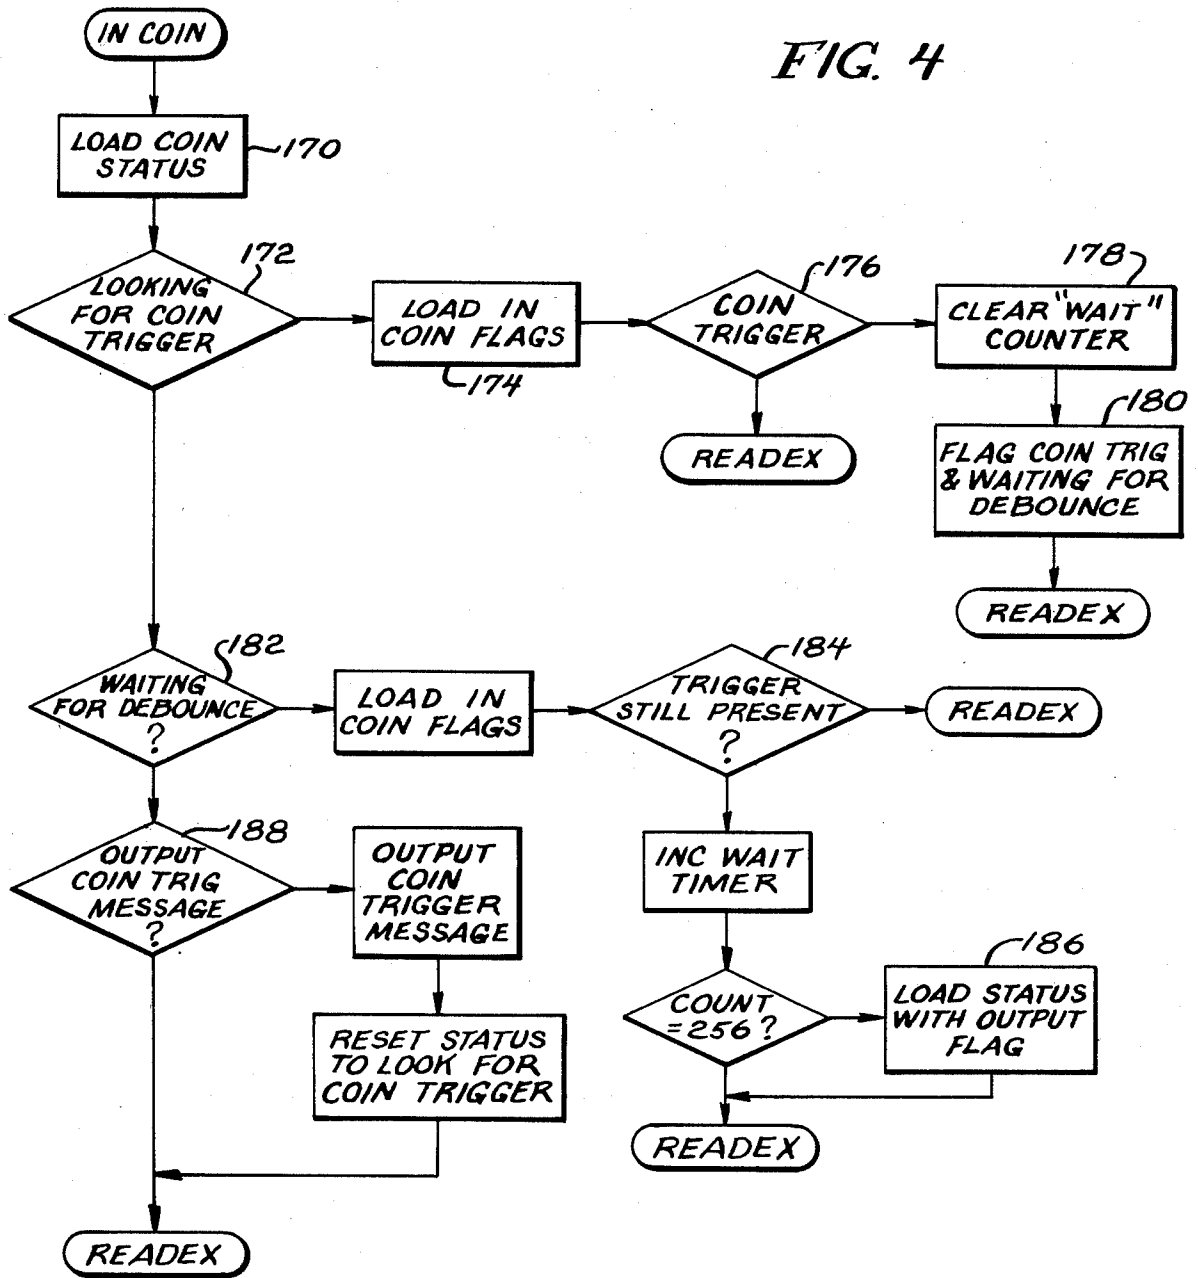 IN COIN
FIG. 4
LOAD COIN
STATUS
170
LOOKING
FOR COIN
TRIGGER
172
LOAD IN
COIN FLAGS
174
COIN
TRIGGER
176
READEX
178
CLEAR "WAIT"
COUNTER
180
FLAG COIN TRIG
& WAITING FOR
DEBOUNCE
READEX
WAITING
FOR DEBOUNCE
?
182
LOAD IN
COIN FLAGS
TRIGGER
STILL PRESENT
?
184
READEX
OUTPUT
COIN TRIG
MESSAGE
?
188
OUTPUT
COIN
TRIGGER
MESSAGE
RESET STATUS
TO LOOK FOR
COIN TRIGGER
READEX
INC WAIT
TIMER
COUNT
=256?
186
LOAD STATUS
WITH OUTPUT
FLAG
READEX